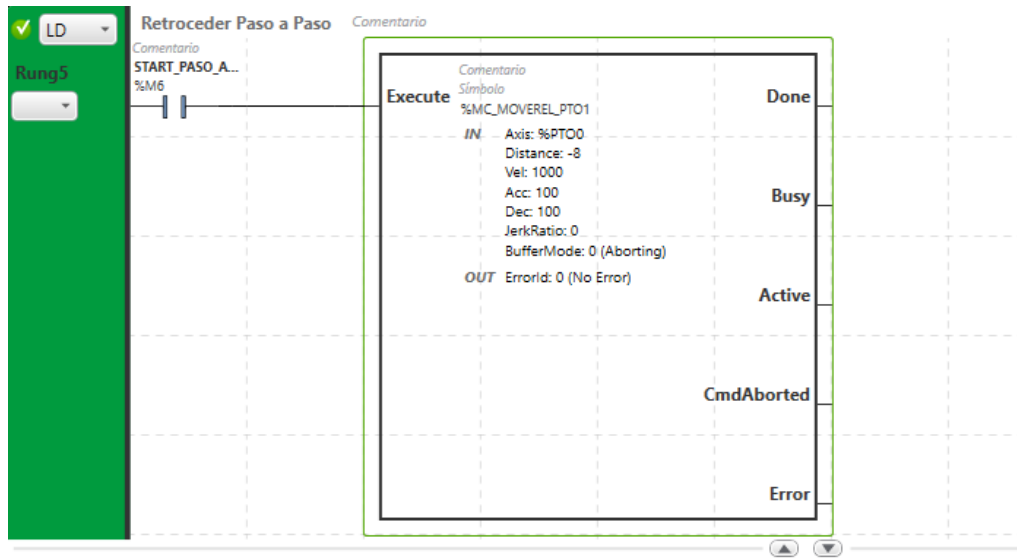 LD
Retroceder Paso a Paso
Comentario
Rung5
Comentario
START_PASO_A...
%M6
Comentario
Símbolo
%MC_MOVEREL_PTO1
Execute
Done
IN Axis: %PTO0
Distance: -8
Vel: 1000
Acc: 100
Dec: 100
JerkRatio: 0
BufferMode: 0 (Aborting)
OUT ErrorId: 0 (No Error)
Busy
Active
CmdAborted
Error